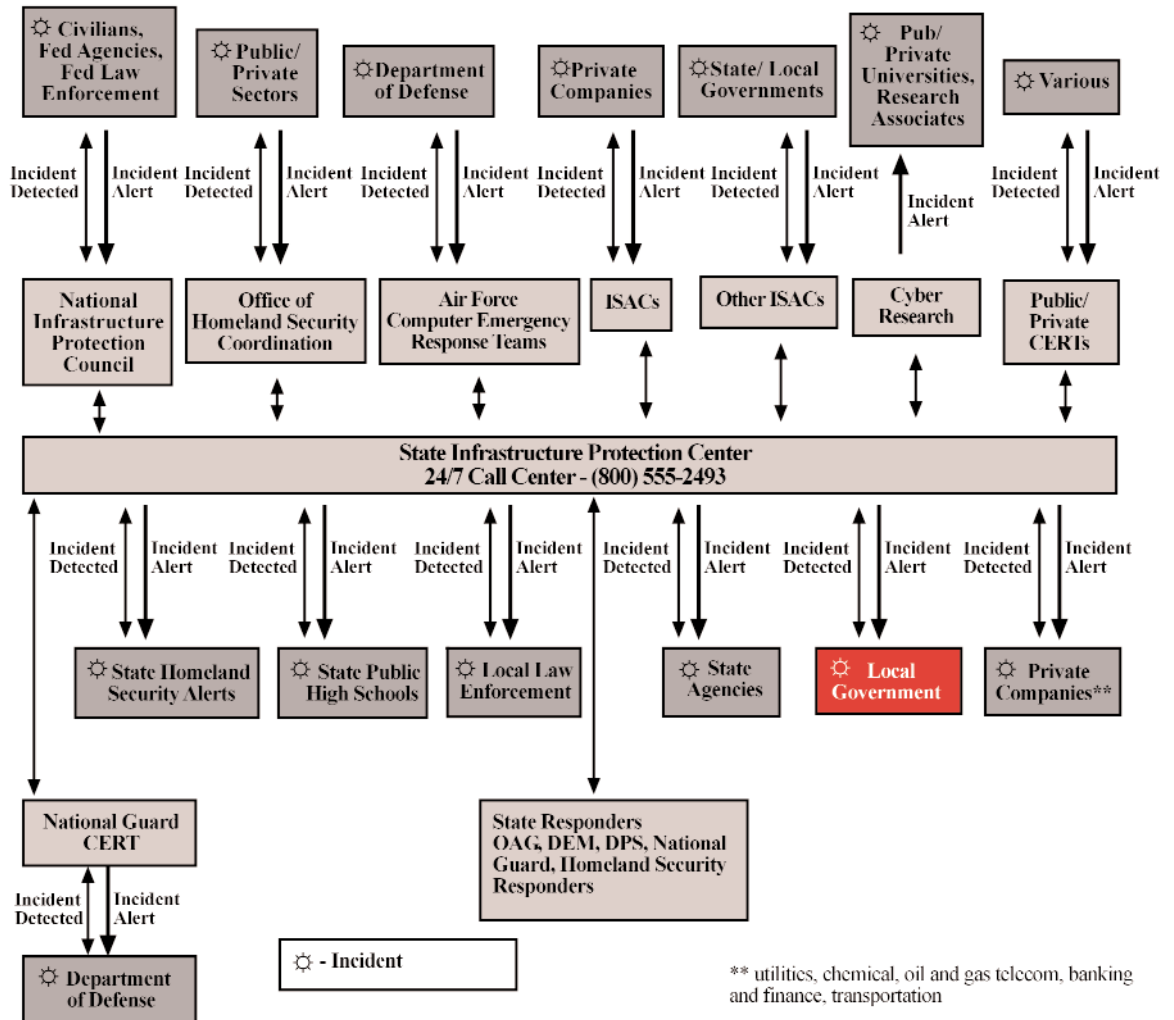 ☼ Civilians,
Fed Agencies,
Fed Law
Enforcement
☼ Public/
Private
Sectors
☼ Department
of Defense
☼ Private
Companies
☼ State/ Local
Governments
☼ Pub/
Private
Universities,
Research
Associates
☼ Various
Incident
Detected
Incident
Alert
Incident
Detected
Incident
Alert
Incident
Detected
Incident
Alert
Incident
Detected
Incident
Alert
Incident
Detected
Incident
Alert
Incident
Alert
Incident
Detected
Incident
Alert
National
Infrastructure
Protection
Council
Office of
Homeland Security
Coordination
Air Force
Computer Emergency
Response Teams
ISACs
Other ISACs
Cyber
Research
Public/
Private
CERTs
State Infrastructure Protection Center
24/7 Call Center - (800) 555-2493
Incident
Detected
Incident
Alert
Incident
Detected
Incident
Alert
Incident
Detected
Incident
Alert
Incident
Detected
Incident
Alert
Incident
Detected
Incident
Alert
Incident
Detected
Incident
Alert
☼ State Homeland
Security Alerts
☼ State Public
High Schools
☼ Local Law
Enforcement
☼ State
Agencies
☼ Local
Government
☼ Private
Companies**
National Guard
CERT
State Responders
OAG, DEM, DPS, National
Guard, Homeland Security
Responders
Incident
Detected
Incident
Alert
☼ Department
of Defense
☼ - Incident
** utilities, chemical, oil and gas telecom, banking
and finance, transportation